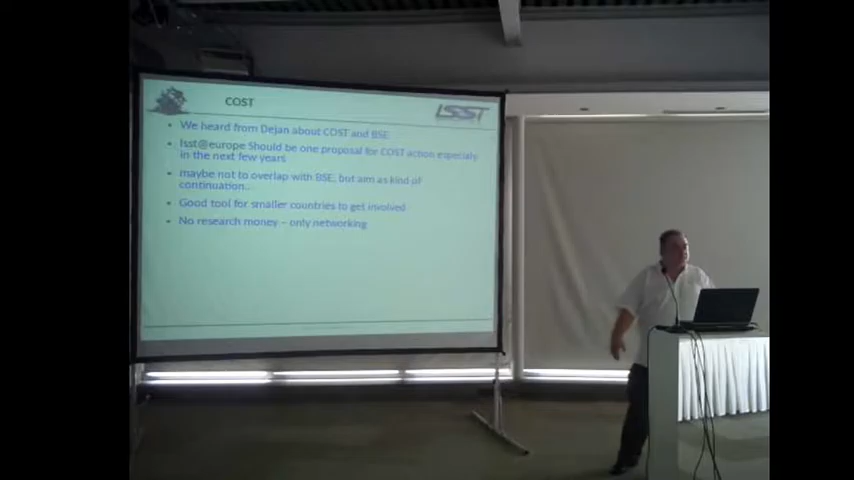 COST
LSST
• We heard from Dejan about COST and BSE
• lsst@europe Should be one proposal for COST action especially
in the next few years
• maybe not to overlap with BSE, but aim as kind of
continuation..
• Good tool for smaller countries to get involved
• No research money – only networking